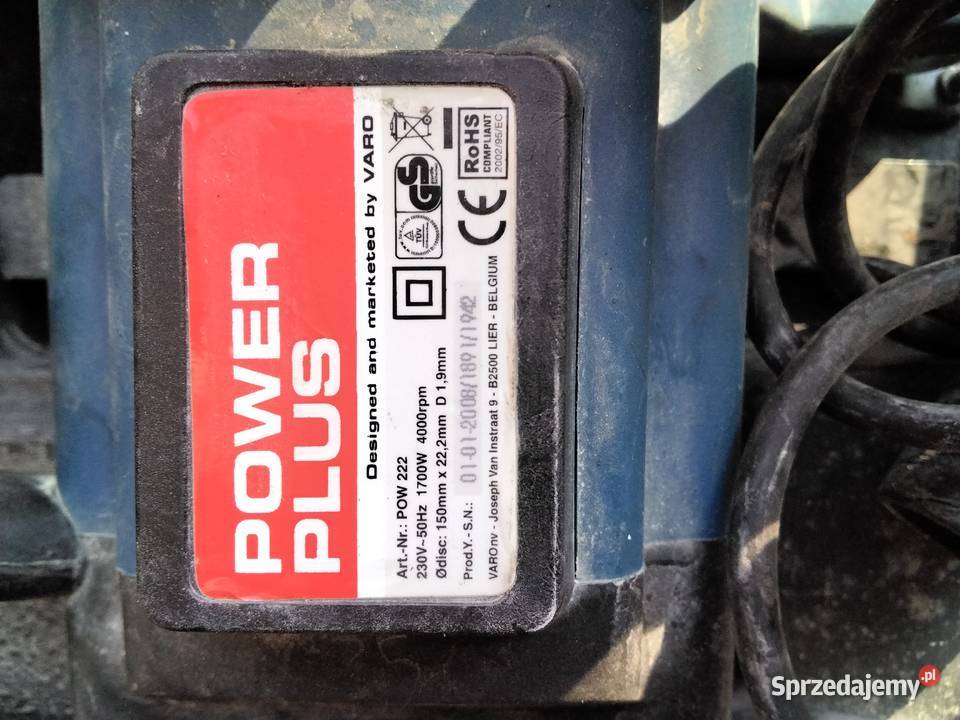 POWER
PLUS
Designed and marketed by VARO
Art.-Nr.: POW 222
230V~50Hz 1700W 4000rpm
Ødisc: 150mm x 22,2mm D 1,9mm
Prod.Y. - S.N.: 01-01-2008/1891/1942
VAROnv - Joseph Van Instraat 9 - B2500 LIER - BELGIUM
TÜV
GS
CE
RoHS
COMPLIANT
2002/95/EC
Sprzedajemy.pl